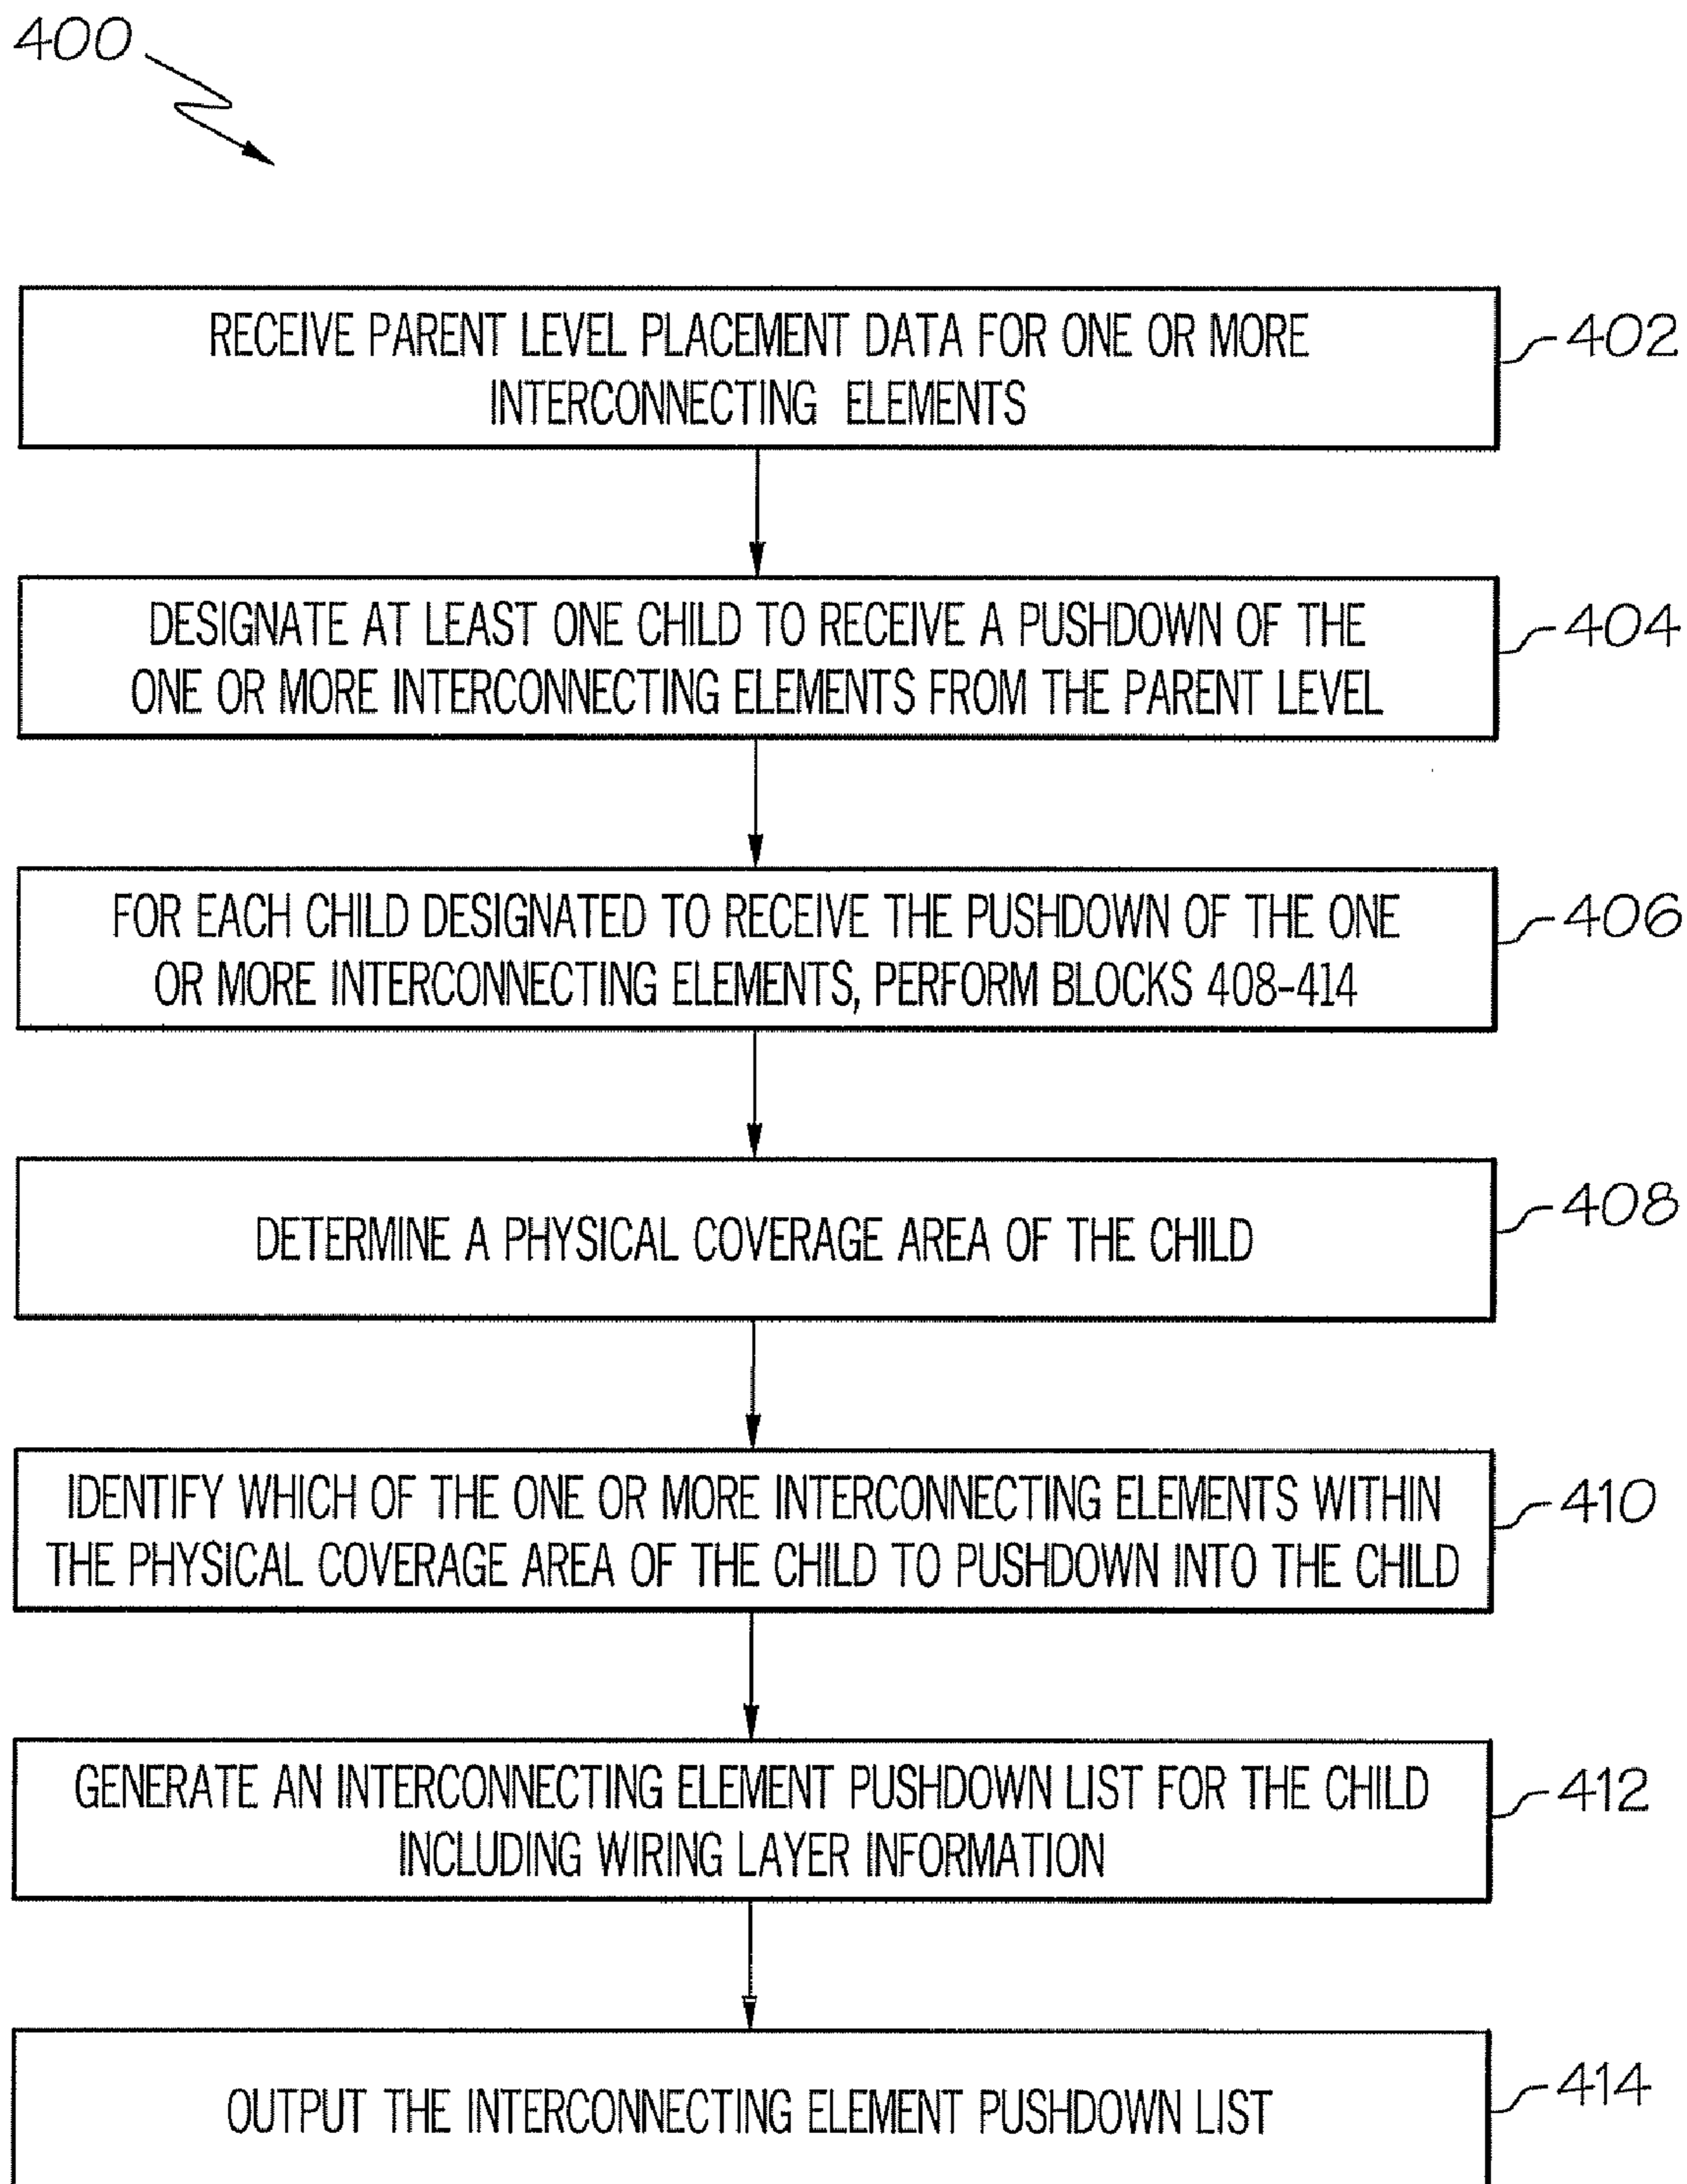 400
RECEIVE PARENT LEVEL PLACEMENT DATA FOR ONE OR MORE
INTERCONNECTING ELEMENTS
402
DESIGNATE AT LEAST ONE CHILD TO RECEIVE A PUSHDOWN OF THE
ONE OR MORE INTERCONNECTING ELEMENTS FROM THE PARENT LEVEL
404
FOR EACH CHILD DESIGNATED TO RECEIVE THE PUSHDOWN OF THE ONE
OR MORE INTERCONNECTING ELEMENTS, PERFORM BLOCKS 408-414
406
DETERMINE A PHYSICAL COVERAGE AREA OF THE CHILD
408
IDENTIFY WHICH OF THE ONE OR MORE INTERCONNECTING ELEMENTS WITHIN
THE PHYSICAL COVERAGE AREA OF THE CHILD TO PUSHDOWN INTO THE CHILD
410
GENERATE AN INTERCONNECTING ELEMENT PUSHDOWN LIST FOR THE CHILD
INCLUDING WIRING LAYER INFORMATION
412
OUTPUT THE INTERCONNECTING ELEMENT PUSHDOWN LIST
414